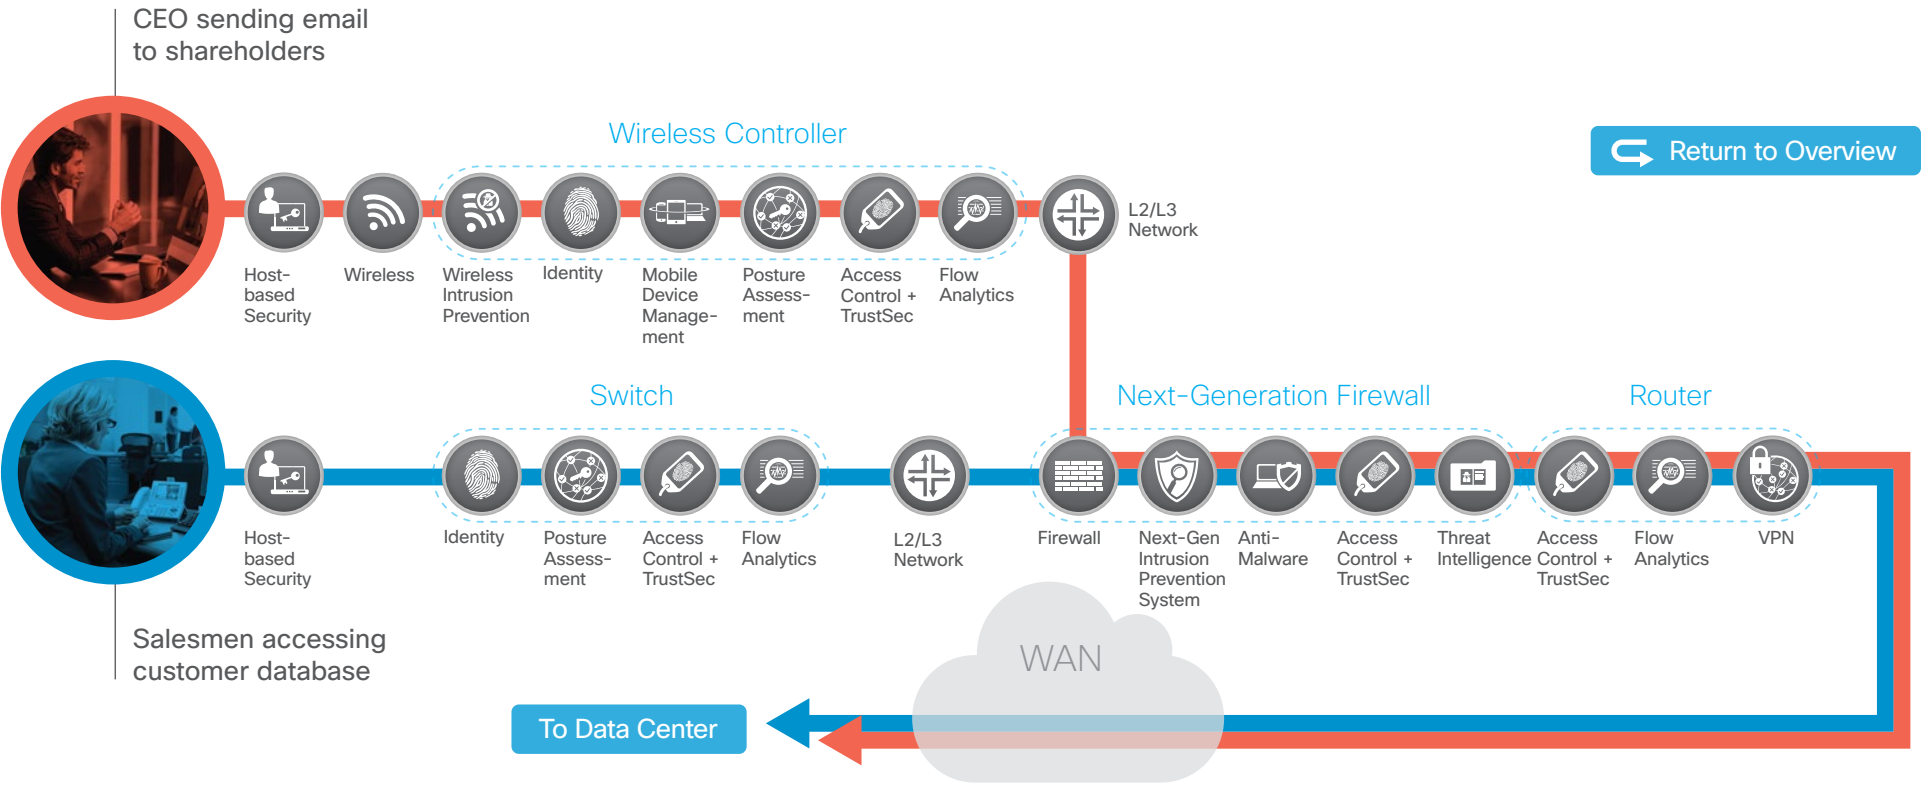 CEO sending email
to shareholders
Wireless Controller
Return to Overview
Host-
based
Security
Wireless
Wireless
Intrusion
Prevention
Identity
Mobile
Device
Manage-
ment
Posture
Assess-
ment
Access
Control +
TrustSec
Flow
Analytics
L2/L3
Network
Switch
Next-Generation Firewall
Router
Host-
based
Security
Identity
Posture
Assess-
ment
Access
Control +
TrustSec
Flow
Analytics
L2/L3
Network
Firewall
Next-Gen
Intrusion
Prevention
System
Anti-
Malware
Access
Control +
TrustSec
Threat
Intelligence
Access
Control +
TrustSec
Flow
Analytics
VPN
Salesmen accessing
customer database
WAN
To Data Center